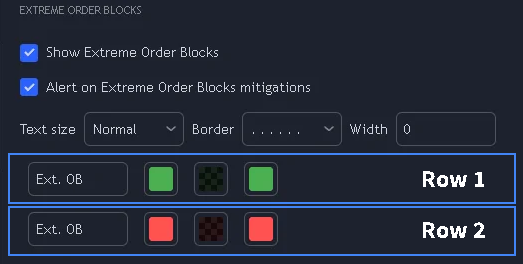 EXTREME ORDER BLOCKS
Show Extreme Order Blocks
Alert on Extreme Order Blocks mitigations
Text size Normal Border ...... Width 0
Ext. OB Row 1
Ext. OB Row 2